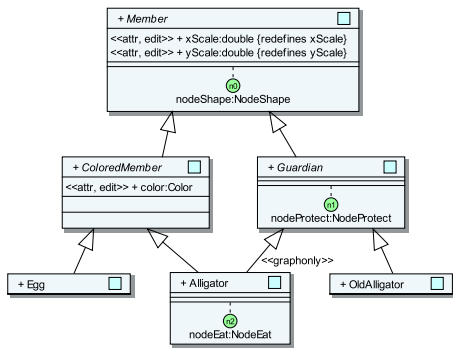 + Member
<<attr, edit>> + xScale:double {redefines xScale}
<<attr, edit>> + yScale:double {redefines yScale}
n0
nodeShape:NodeShape
+ ColoredMember
<<attr, edit>> + color:Color
+ Guardian
n1
nodeProtect:NodeProtect
<<graphonly>>
+ Egg
+ Alligator
n2
nodeEat:NodeEat
+ OldAlligator